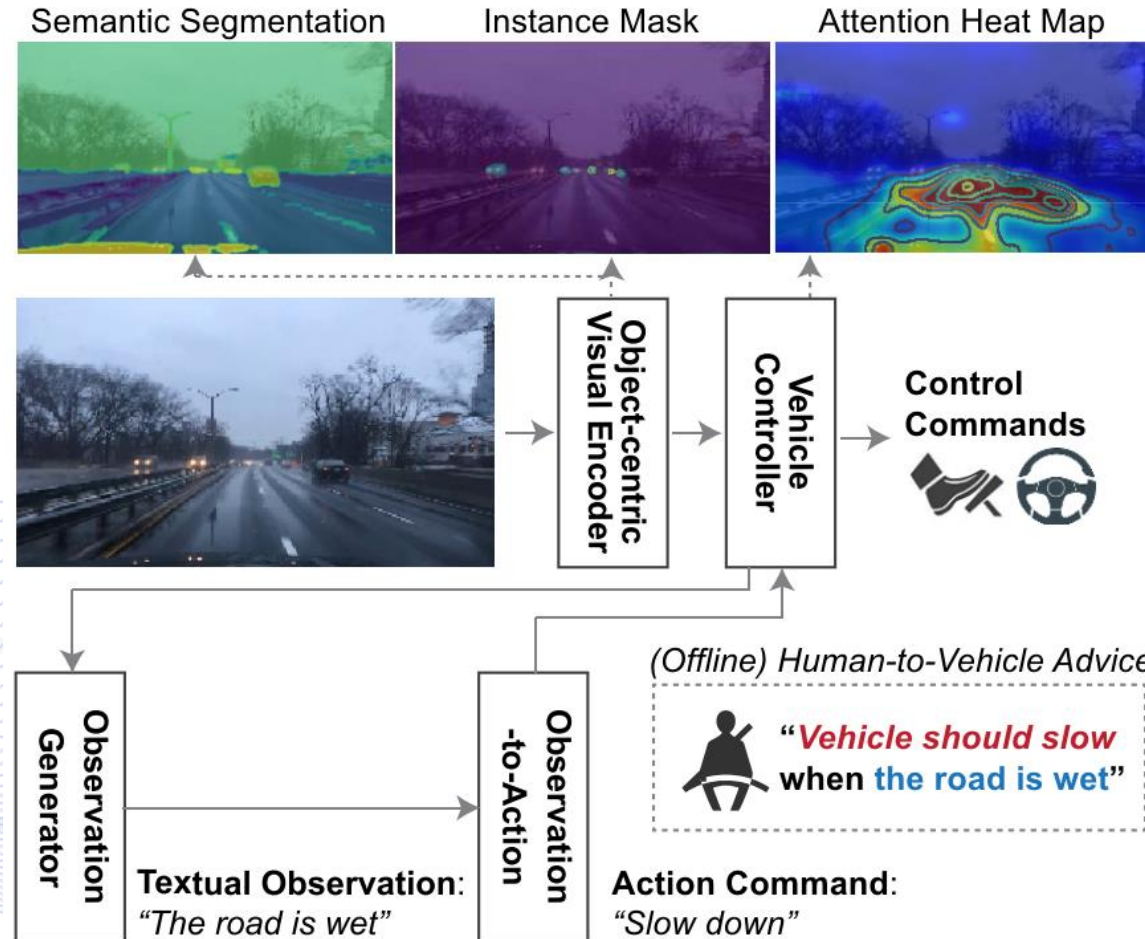 Semantic Segmentation
Instance Mask
Attention Heat Map
Object-centric
Visual Encoder
Vehicle
Controller
Control
Commands
(Offline) Human-to-Vehicle Advice
“Vehicle should slow
when the road is wet”
Observation
Generator
Textual Observation:
“The road is wet”
Observation
-to-Action
Action Command:
“Slow down”